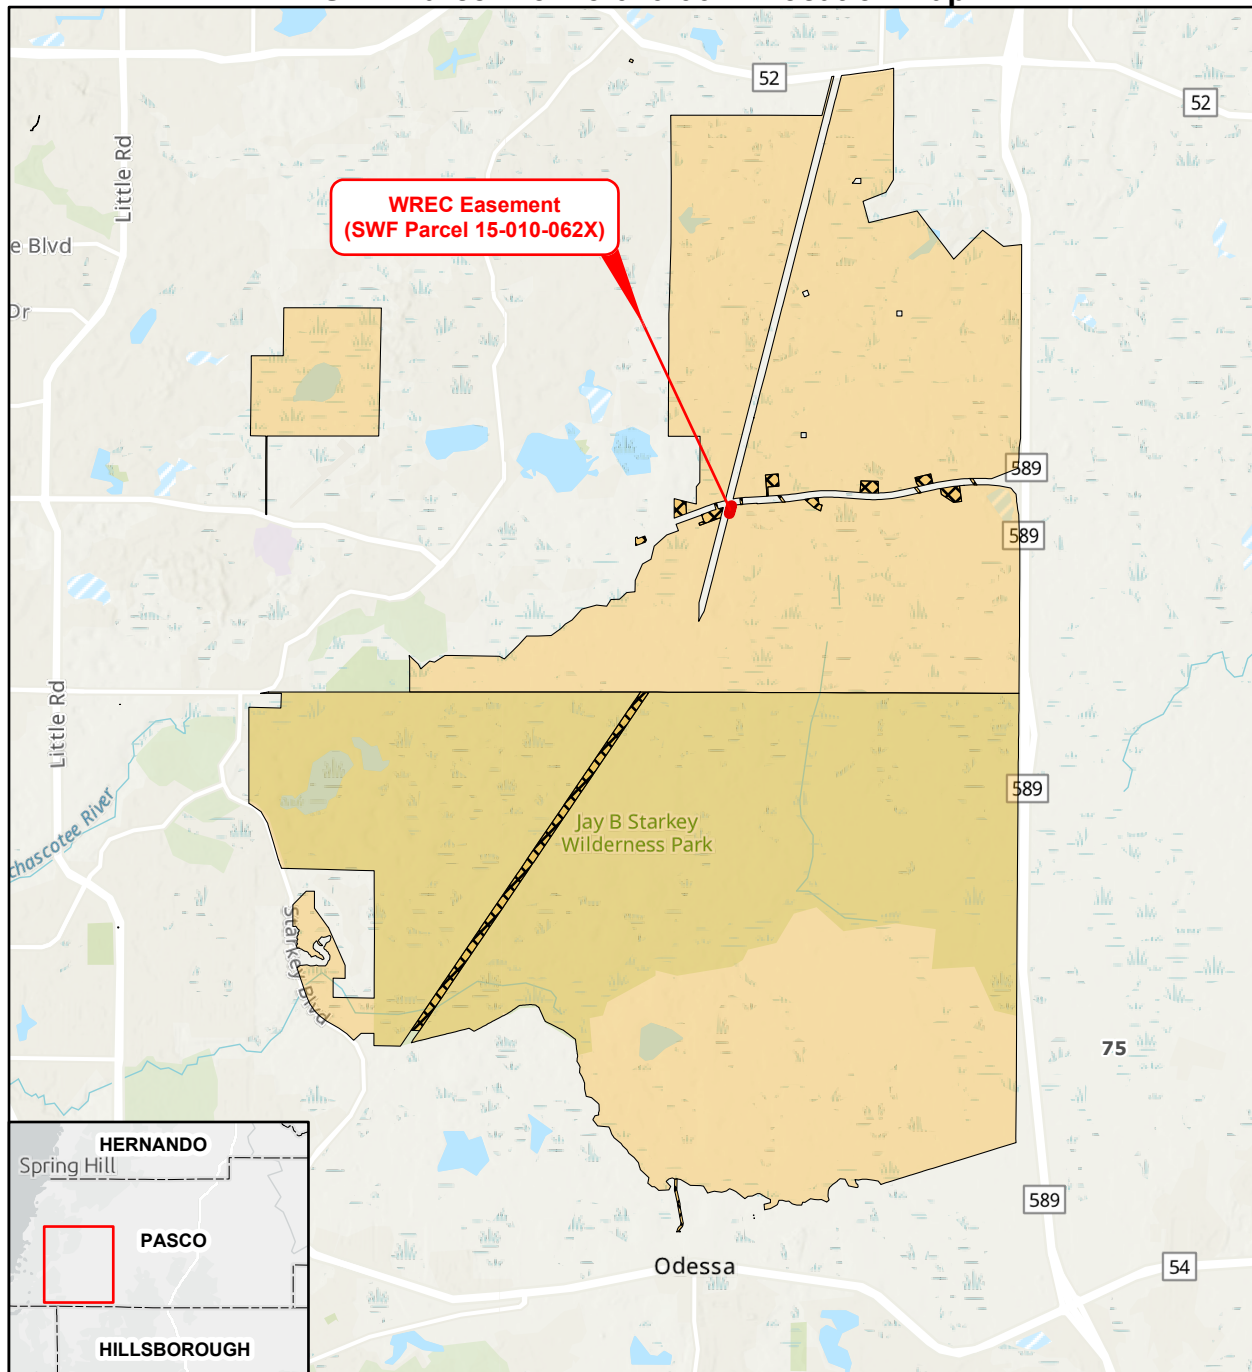 52
52
Little Rd
WREC Easement
(SWF Parcel 15-010-062X)
e Blvd
Dr
589
589
Little Rd
589
chascotee River
Jay B Starkey
Wilderness Park
Starkey Blvd
75
HERNANDO
Spring Hill
PASCO
HILLSBOROUGH
589
Odessa
54